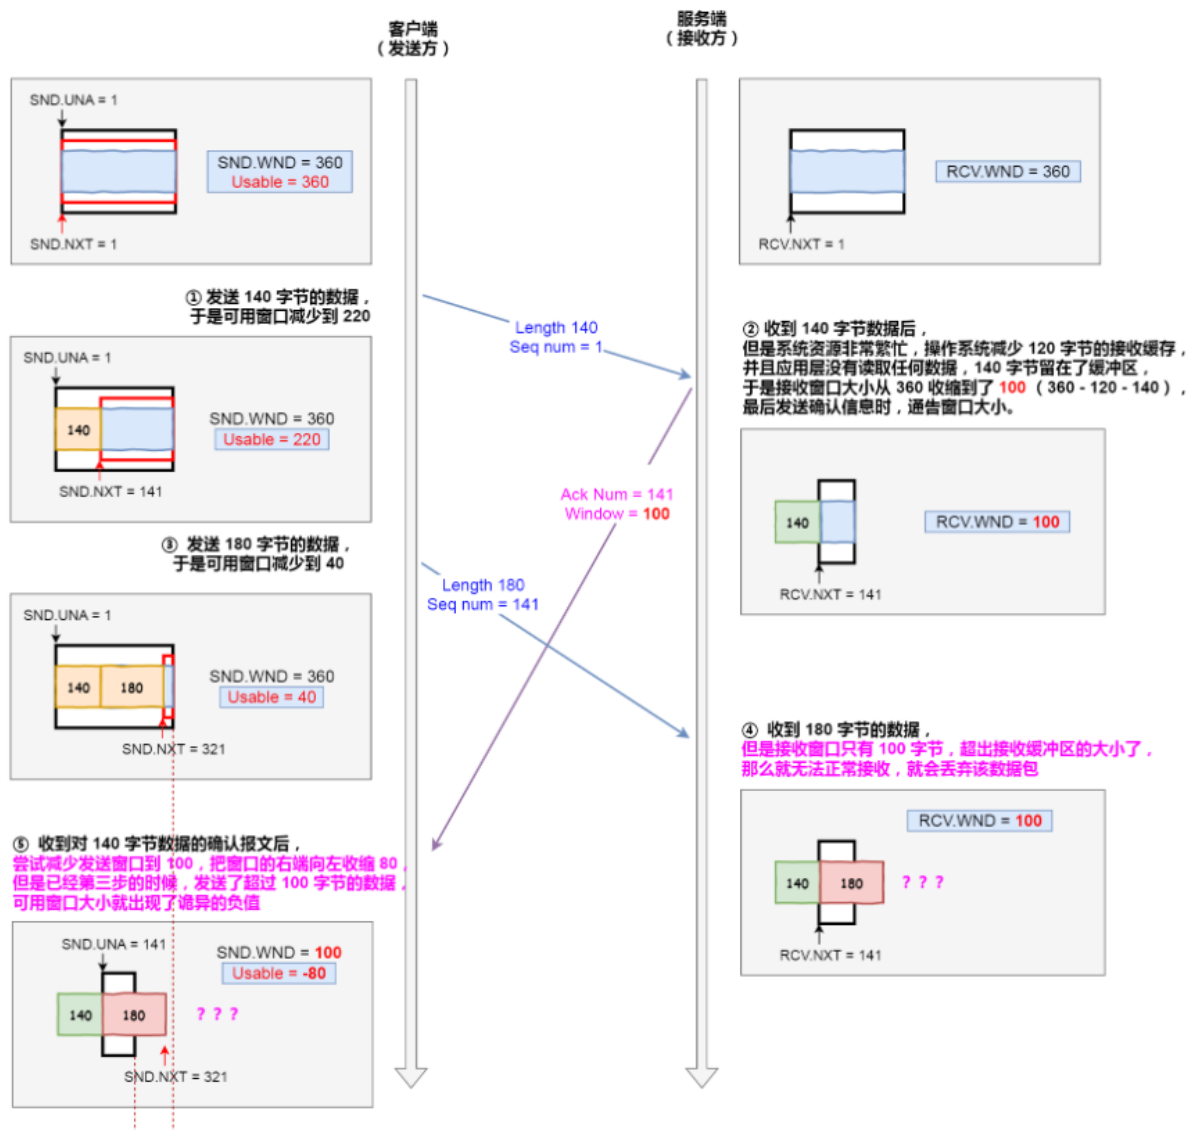 客户端
（发送方）
服务端
（接收方）
SND.UNA = 1
SND.WND = 360
Usable = 360
SND.NXT = 1
RCV.WND = 360
RCV.NXT = 1
① 发送 140 字节的数据，
于是可用窗口减少到 220
Length 140
Seq num = 1
② 收到 140 字节数据后，
但是系统资源非常繁忙，操作系统减少 120 字节的接收缓存，
并且应用层没有读取任何数据，140 字节留在了缓冲区，
于是接收窗口大小从 360 收缩到了 100 （360 - 120 - 140），
最后发送确认信息时，通告窗口大小。
SND.UNA = 1
140
SND.WND = 360
Usable = 220
SND.NXT = 141
Ack Num = 141
Window = 100
140
RCV.WND = 100
RCV.NXT = 141
③ 发送 180 字节的数据，
于是可用窗口减少到 40
Length 180
Seq num = 141
SND.UNA = 1
140
180
SND.WND = 360
Usable = 40
SND.NXT = 321
④ 收到 180 字节的数据，
但是接收窗口只有 100 字节，超出接收缓冲区的大小了，
那么就无法正常接收，就会丢弃该数据包
RCV.WND = 100
140
180
? ? ?
RCV.NXT = 141
⑤ 收到对 140 字节数据的确认报文后，
尝试减少发送窗口到 100，把窗口的右端向左收缩 80，
但是已经第三步的时候，发送了超过 100 字节的数据，
可用窗口大小就出现了诡异的负值
SND.UNA = 141
SND.WND = 100
Usable = -80
140
180
? ? ?
SND.NXT = 321